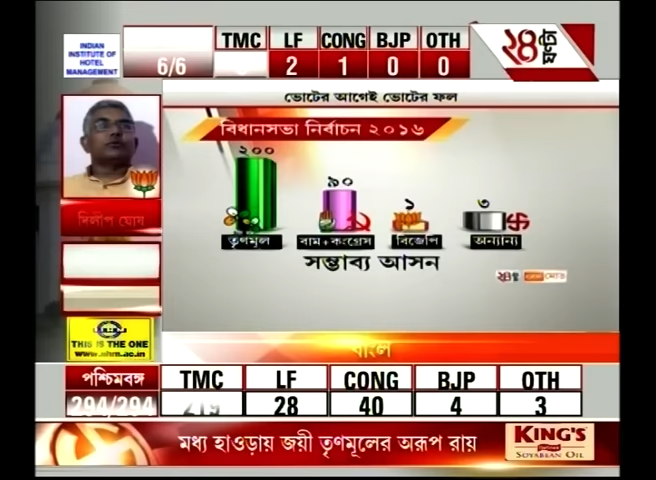 INDIAN
INSTITUTE
OF
HOTEL
MANAGEMENT
6/6
TMC LF CONG BJP OTH
2 1 0 0
২৪ ঘণ্টা
ভোটের আগেই ভোটের ফল
বিধানসভা নির্বাচন ২০১৬
২০০ ৯০ ১ ৩
তৃণমূল বাম+কংগ্রেস বিজেপি অন্যান্য
সম্ভাব্য আসন
দিলীপ ঘোষ
THIS IS THE ONE
www.iihm.ac.in
পশ্চিমবঙ্গ TMC LF CONG BJP OTH
294/294 28 40 4 3
মধ্য হাওড়ায় জয়ী তৃণমূলের অরূপ রায়
KING'S
SOYABEAN OIL